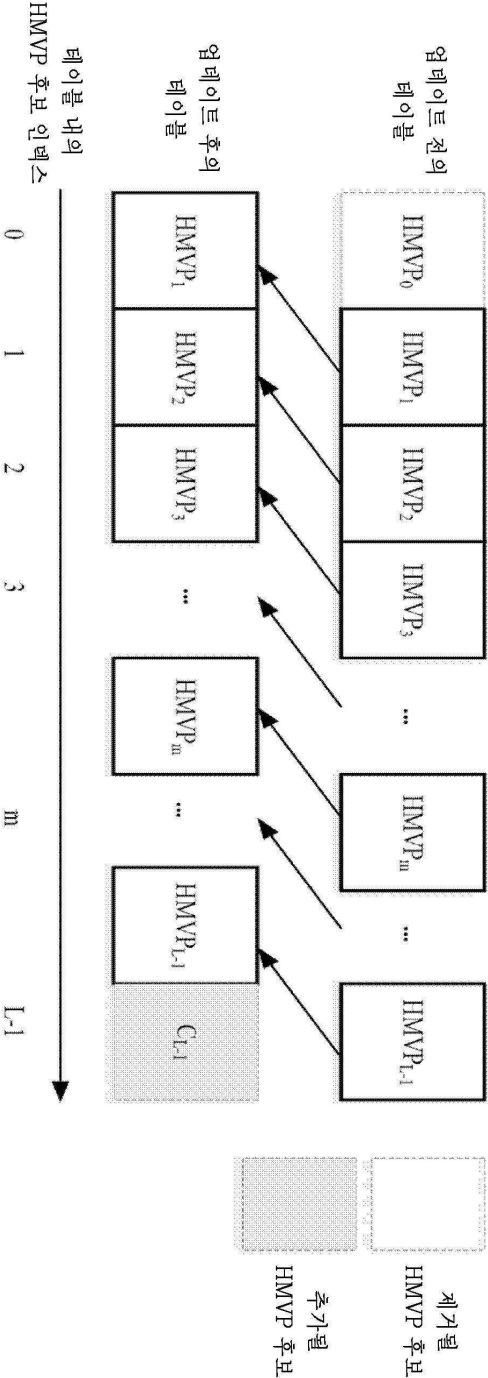 업데이트 전의
테이블
HMVP₀
HMVP₁
HMVP₂
HMVP₃
...
HMVPₘ
...
HMVP_L-1
제거될
HMVP 후보
업데이트 후의
테이블
HMVP₁
HMVP₂
HMVP₃
...
HMVPₘ
...
HMVP_L-1
C_L-1
추가될
HMVP 후보
테이블 내의
HMVP 후보 인덱스
0
1
2
3
m
L-1